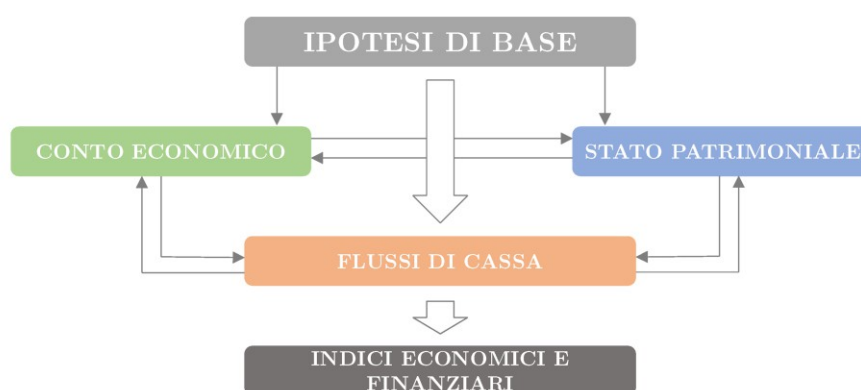 IPOTESI DI BASE
CONTO ECONOMICO
STATO PATRIMONIALE
FLUSSI DI CASSA
INDICI ECONOMICI E
FINANZIARI